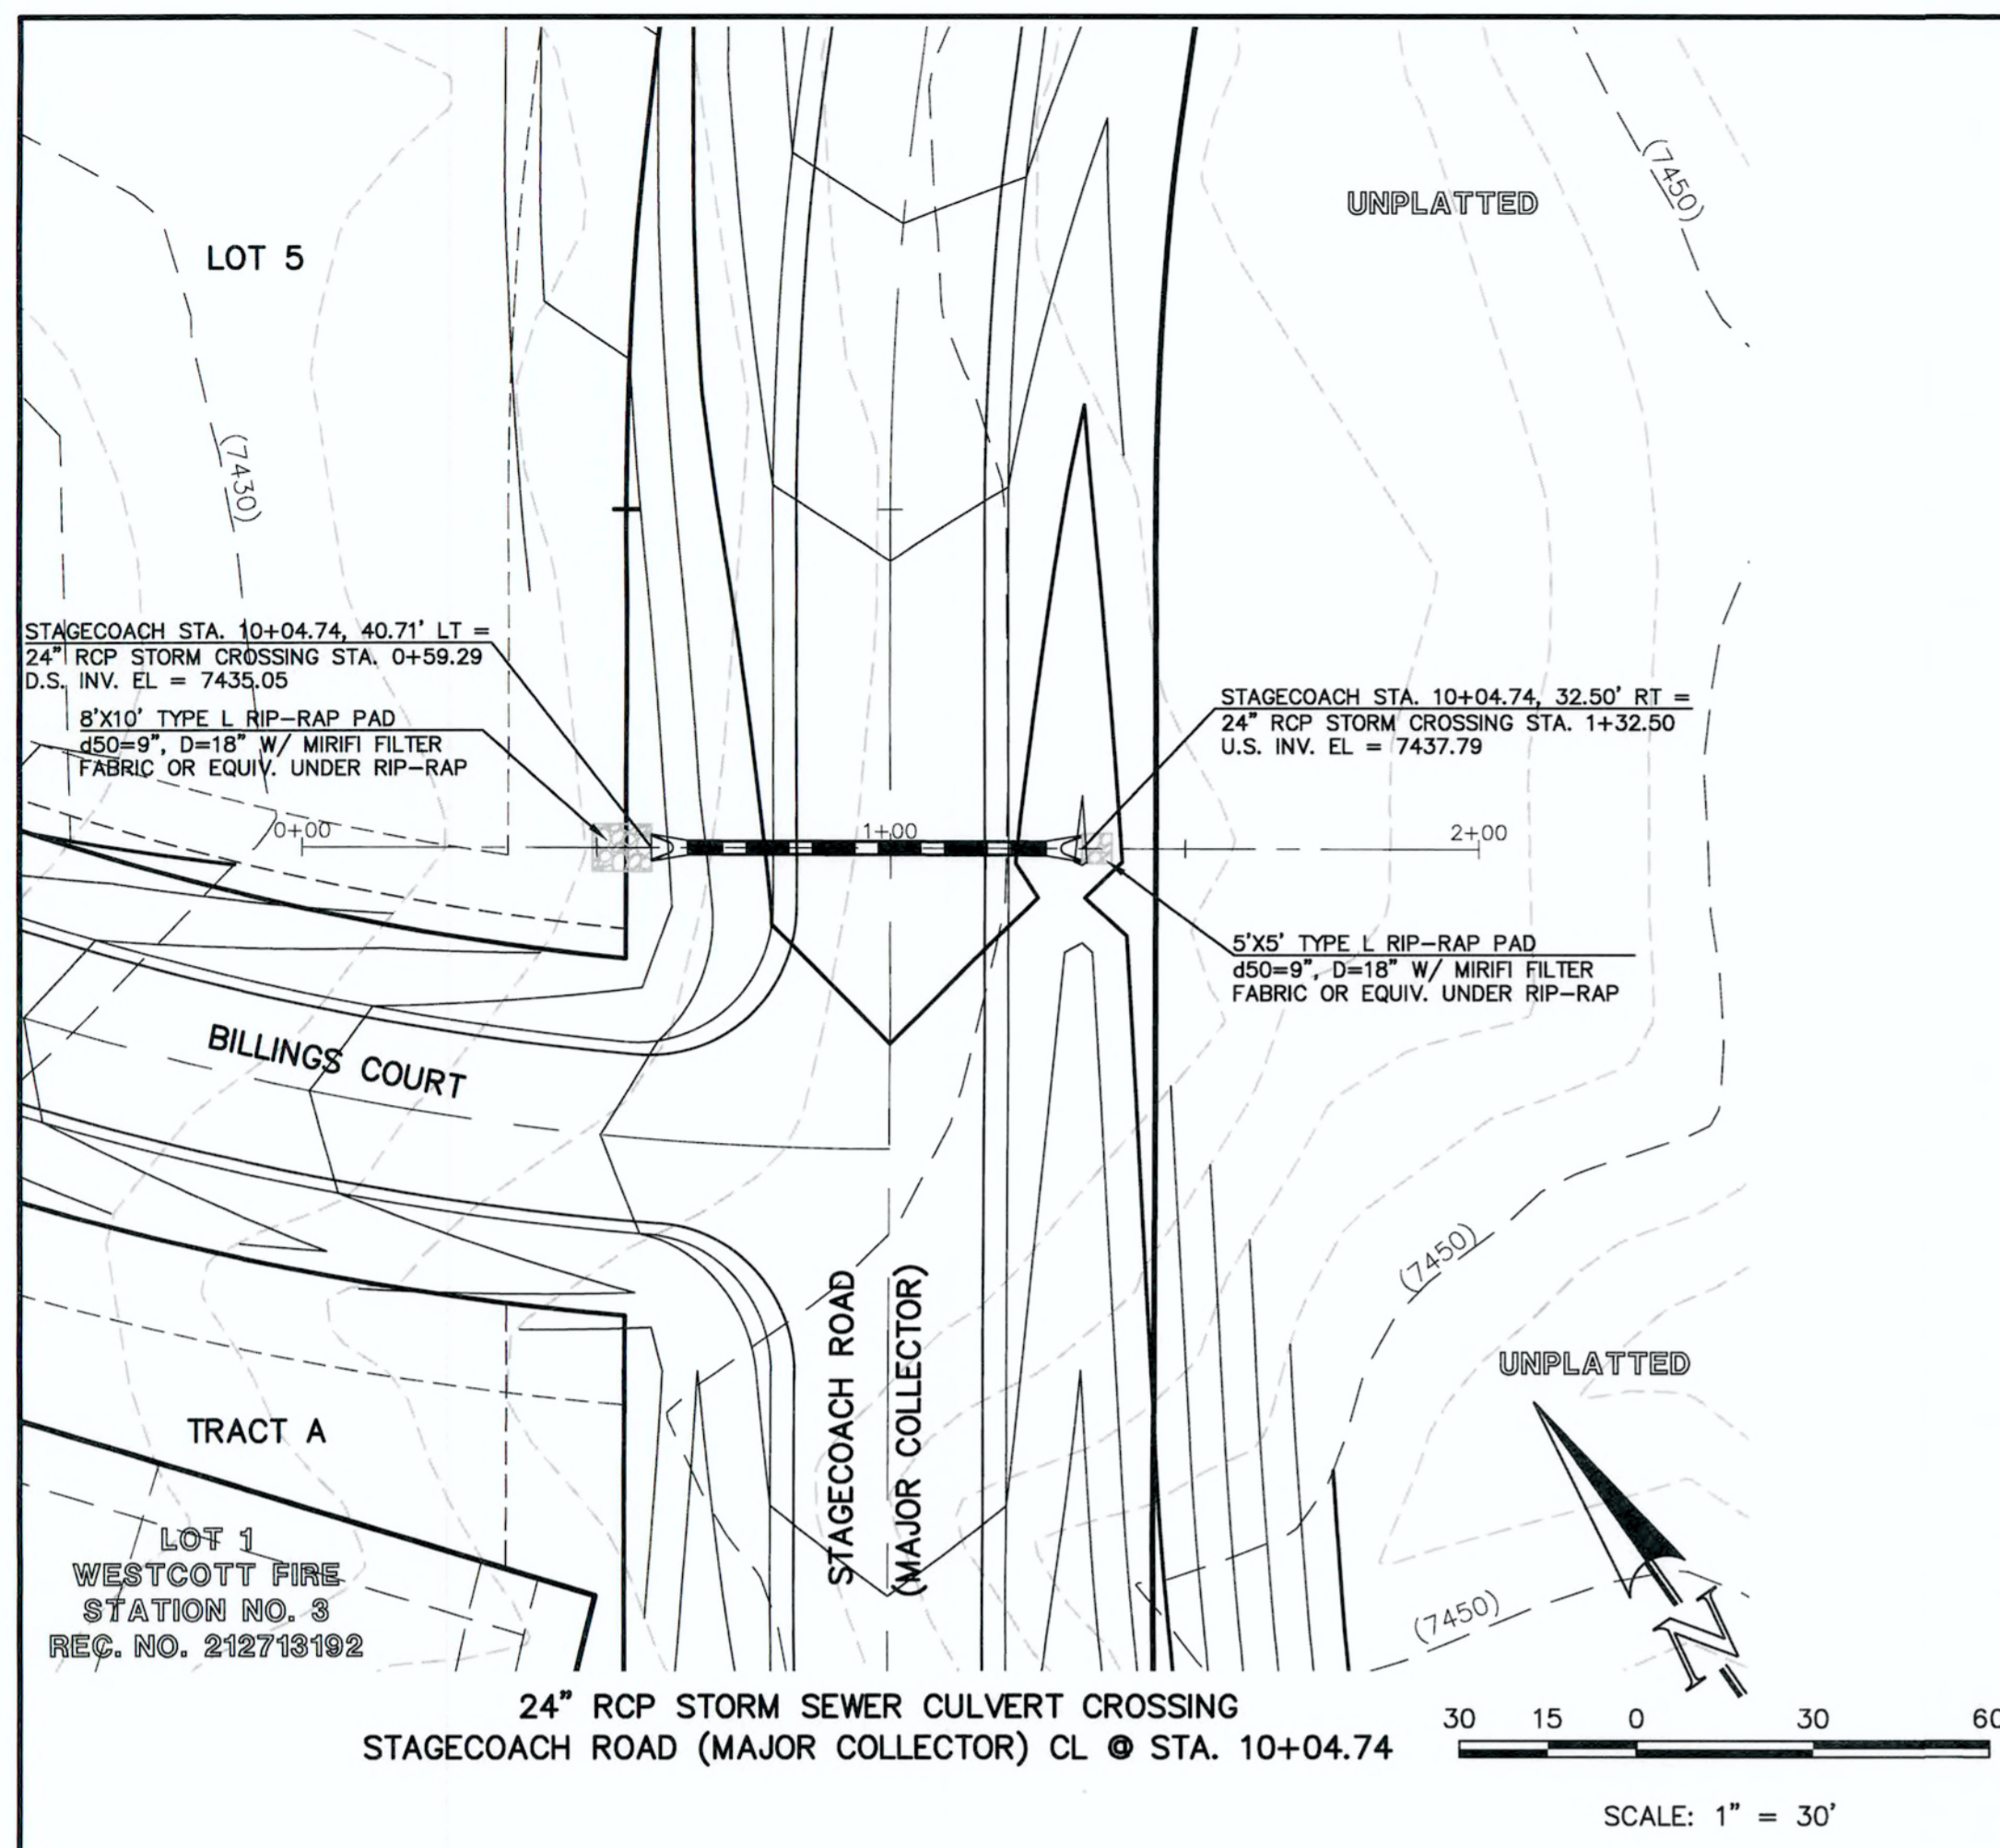 (7450)
UNPLATTED
LOT 5
(7430)
STAGECOACH STA. 10+04.74, 40.71' LT =
24" RCP STORM CROSSING STA. 0+59.29
D.S. INV. EL = 7435.05
8'X10' TYPE L RIP-RAP PAD
d50=9", D=18" W/ MIRIFI FILTER
FABRIC OR EQUIV. UNDER RIP-RAP
STAGECOACH STA. 10+04.74, 32.50' RT =
24" RCP STORM CROSSING STA. 1+32.50
U.S. INV. EL = 7437.79
0+00
1+00
2+00
5'X5' TYPE L RIP-RAP PAD
d50=9", D=18" W/ MIRIFI FILTER
FABRIC OR EQUIV. UNDER RIP-RAP
BILLINGS COURT
STAGECOACH ROAD
(MAJOR COLLECTOR)
(7450)
UNPLATTED
TRACT A
LOT 1
WESTCOTT FIRE
STATION NO. 3
REC. NO. 212713192
(7450)
N
24" RCP STORM SEWER CULVERT CROSSING
STAGECOACH ROAD (MAJOR COLLECTOR) CL @ STA. 10+04.74
30 15 0 30 60
SCALE: 1" = 30'